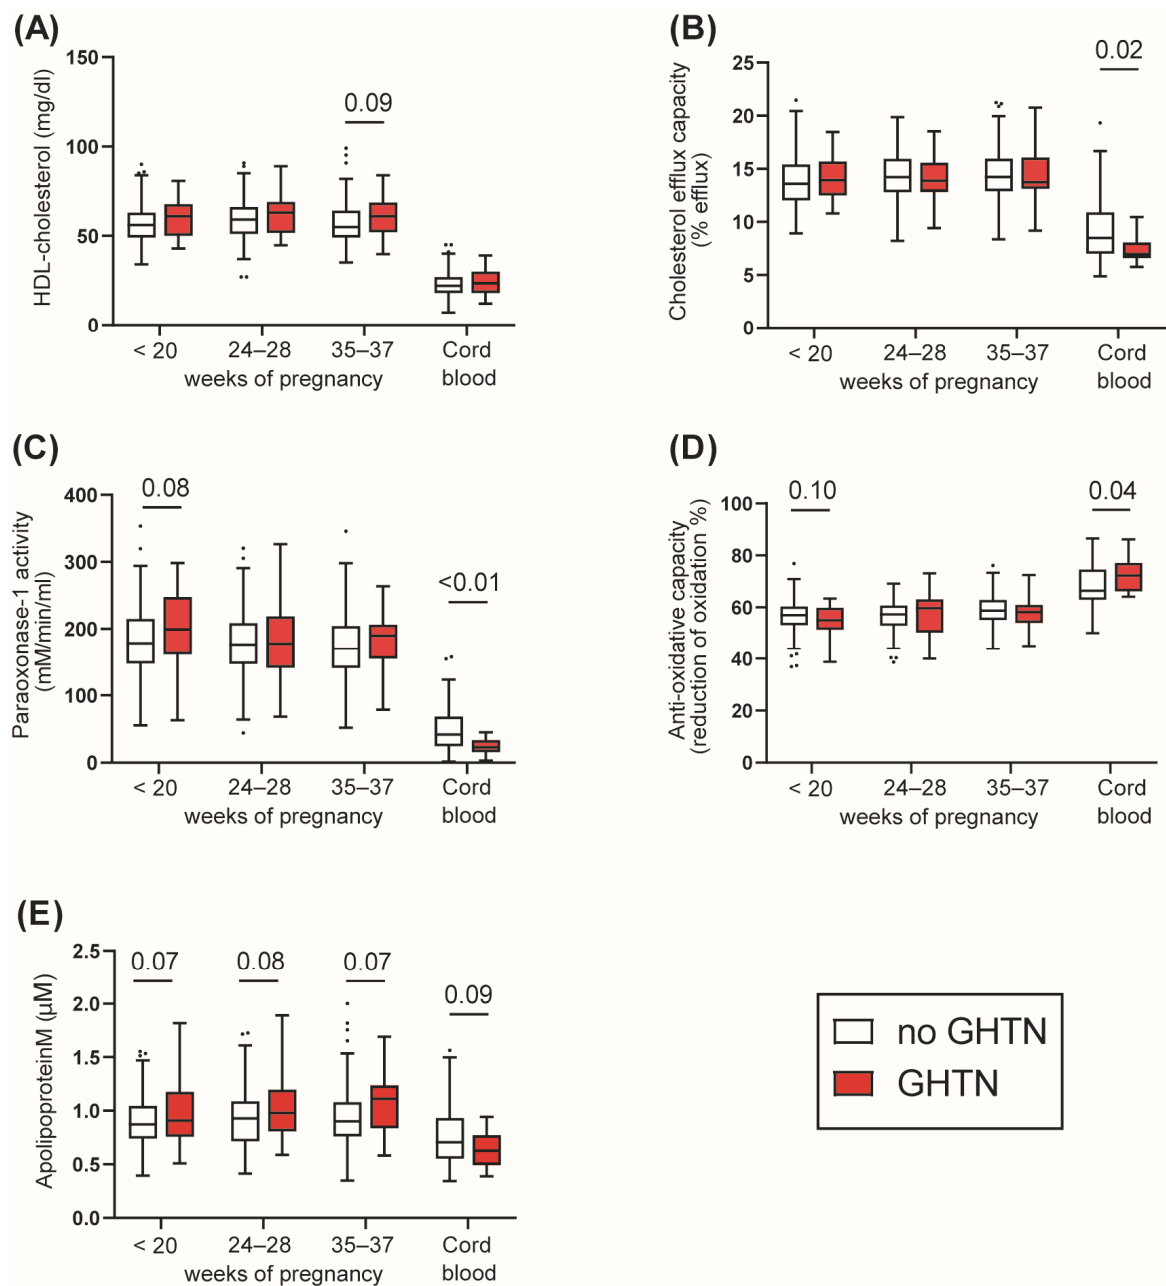 (A)
HDL-cholesterol (mg/dl)
150
100
50
0
0.09
< 20
24–28
35–37
Cord
blood
weeks of pregnancy
(B)
Cholesterol efflux capacity
(% efflux)
25
20
15
10
5
0
0.02
< 20
24–28
35–37
Cord
blood
weeks of pregnancy
(C)
Paraoxonase-1 activity
(mM/min/ml)
400
300
200
100
0
0.08
<0.01
< 20
24–28
35–37
Cord
blood
weeks of pregnancy
(D)
Anti-oxidative capacity
(reduction of oxidation %)
100
80
60
40
20
0
0.10
0.04
< 20
24–28
35–37
Cord
blood
weeks of pregnancy
(E)
ApolipoproteinM (µM)
2.5
2.0
1.5
1.0
0.5
0.0
0.07
0.08
0.07
0.09
< 20
24–28
35–37
Cord
blood
weeks of pregnancy
no GHTN
GHTN